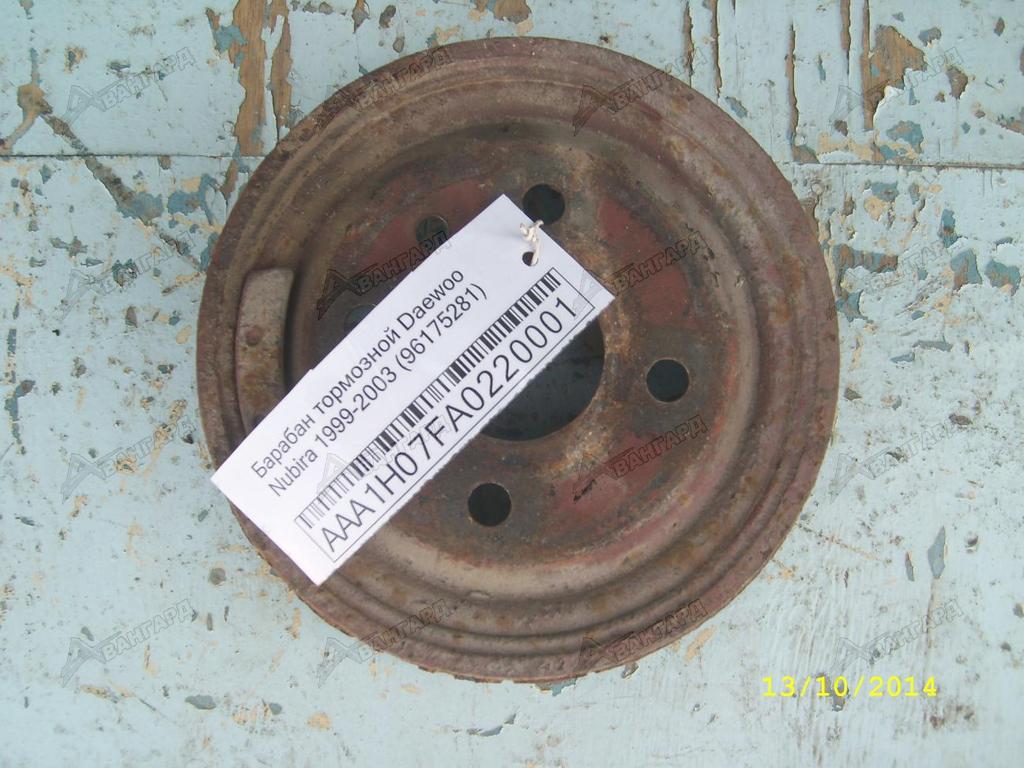 Барабан тормозной Daewoo
Nubira 1999-2003 (96175281)
AAA1H07FA0220001
13/10/2014
АВАНГАРД